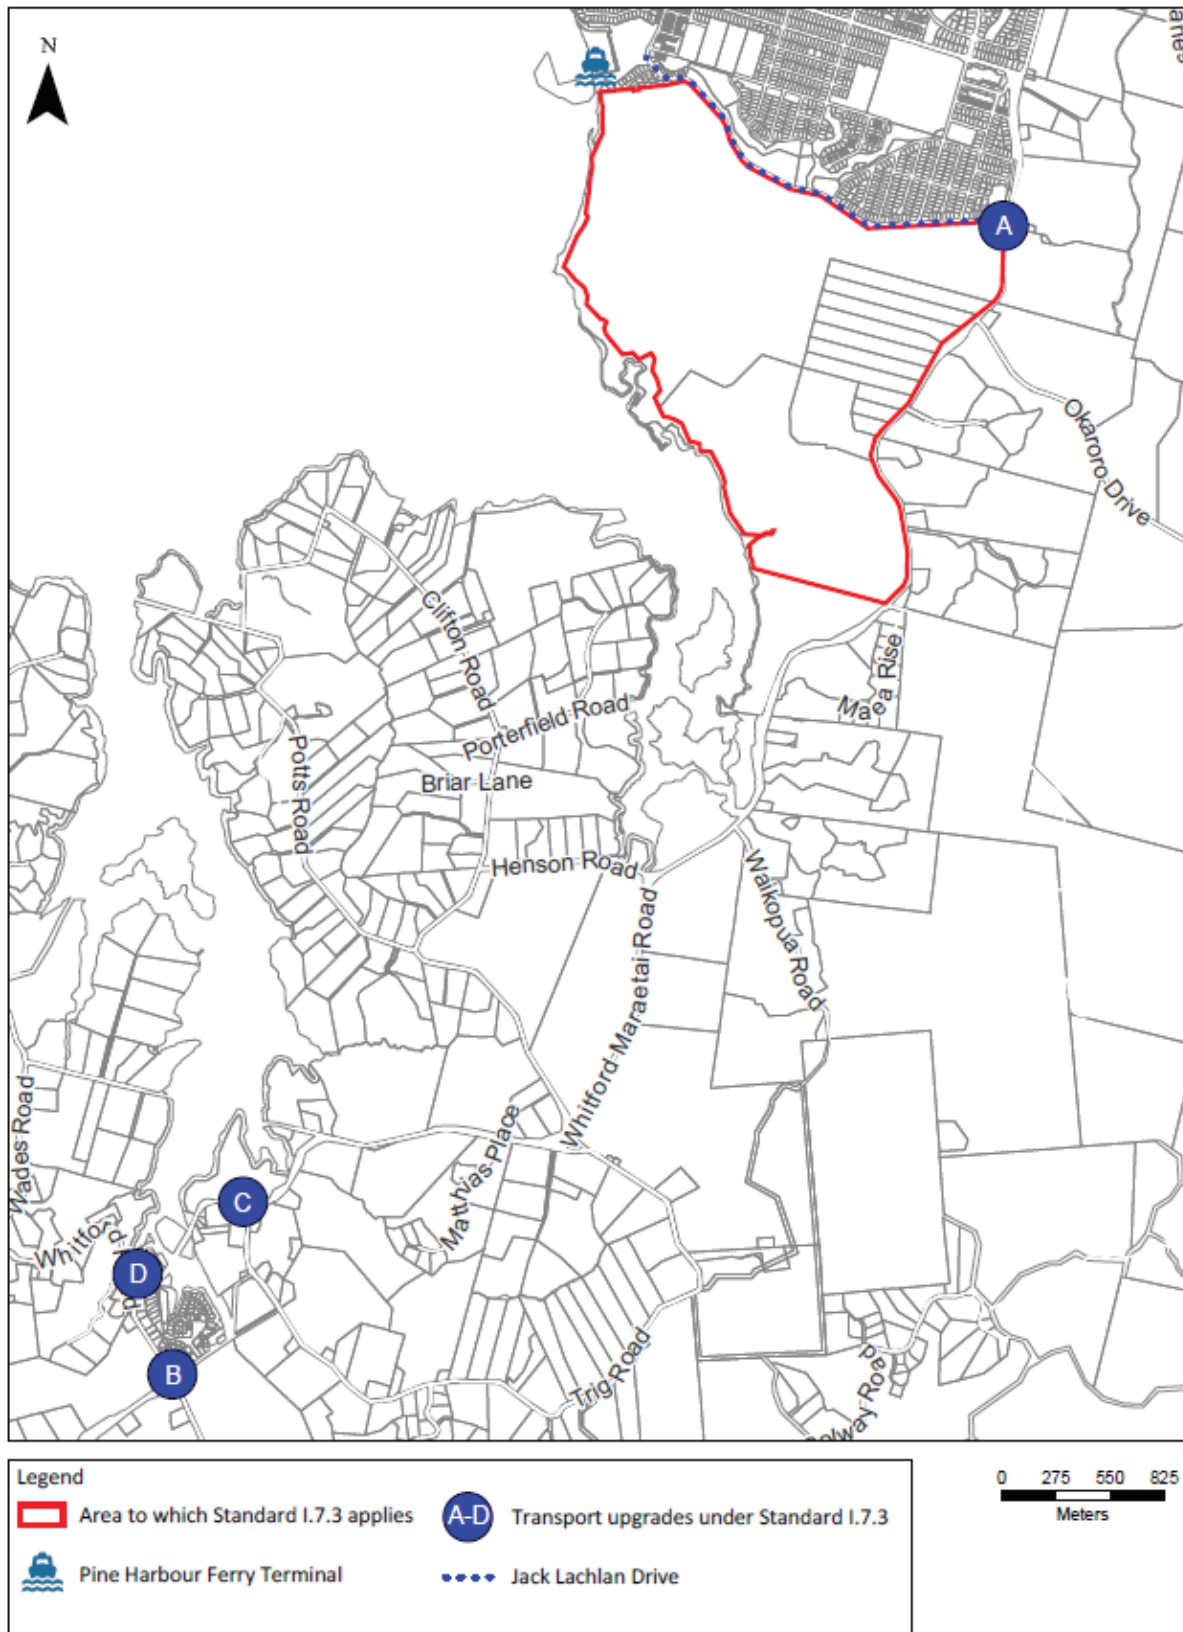 N
A
Okaroro Drive
Clifton Road
Maea Rise
Porterfield Road
Potts Road
Briar Lane
Henson Road
Waikopua Road
Whitford-Maraetai-Road
Matthias Place
Wades Road
C
D
B
Trig Road
Legend
Area to which Standard I.7.3 applies
A-D Transport upgrades under Standard I.7.3
Pine Harbour Ferry Terminal
Jack Lachlan Drive
0 275 550 825
Meters